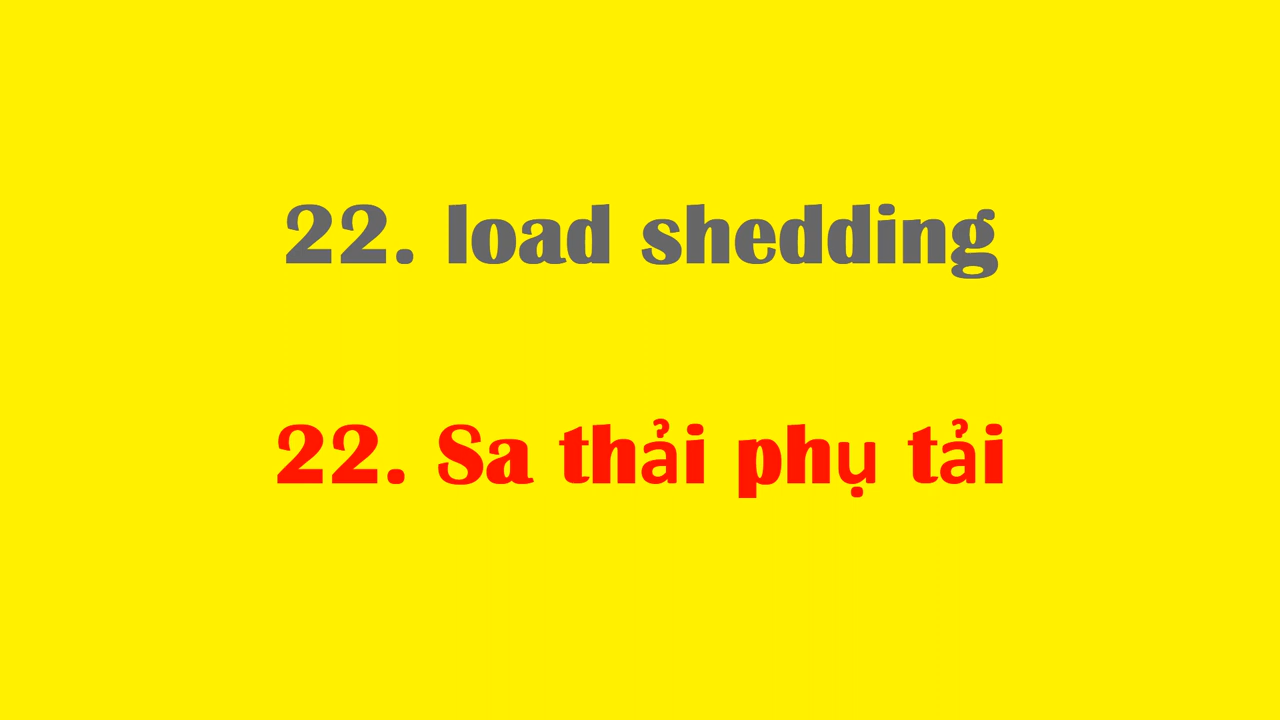 22. load shedding
22. Sa thải phụ tải